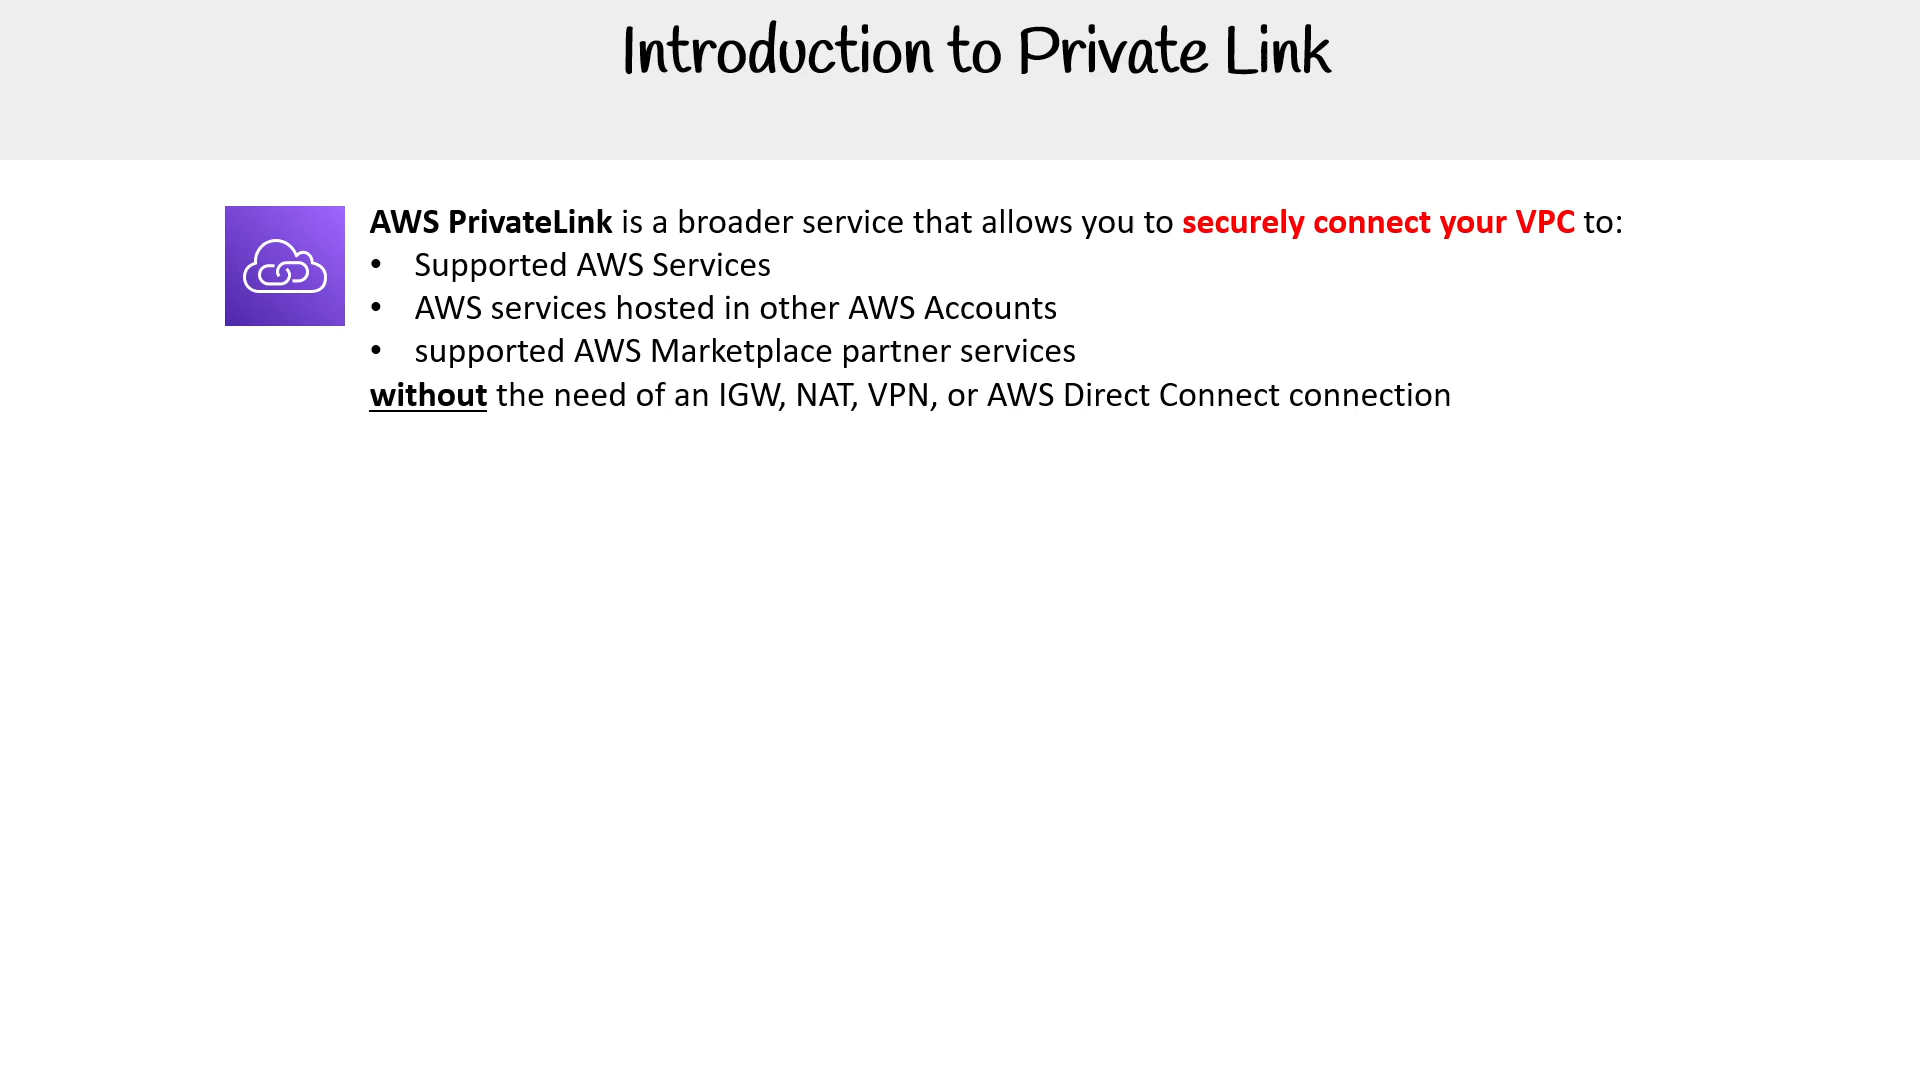 Introduction to Private Link
AWS PrivateLink is a broader service that allows you to securely connect your VPC to:
• Supported AWS Services
• AWS services hosted in other AWS Accounts
• supported AWS Marketplace partner services
without the need of an IGW, NAT, VPN, or AWS Direct Connect connection